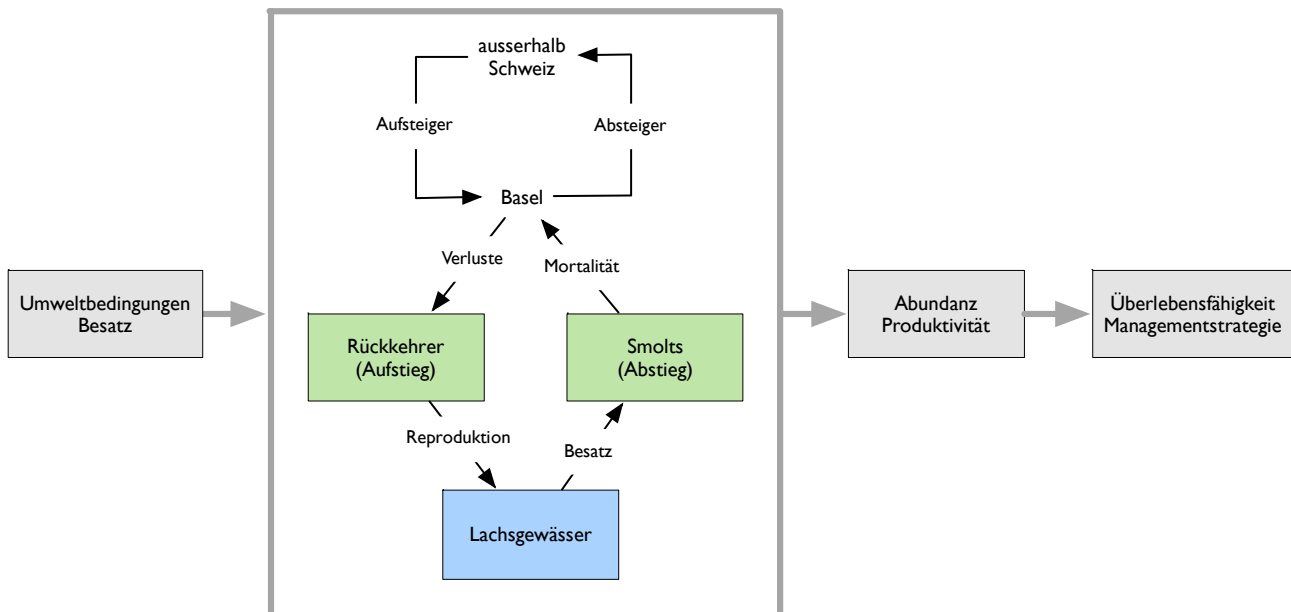 ausserhalb
Schweiz
Aufsteiger
Absteiger
Basel
Verluste
Mortalität
Umweltbedingungen
Besatz
Rückkehrer
(Aufstieg)
Smolts
(Abstieg)
Abundanz
Produktivität
Überlebensfähigkeit
Managementstrategie
Reproduktion
Besatz
Lachsgewässer